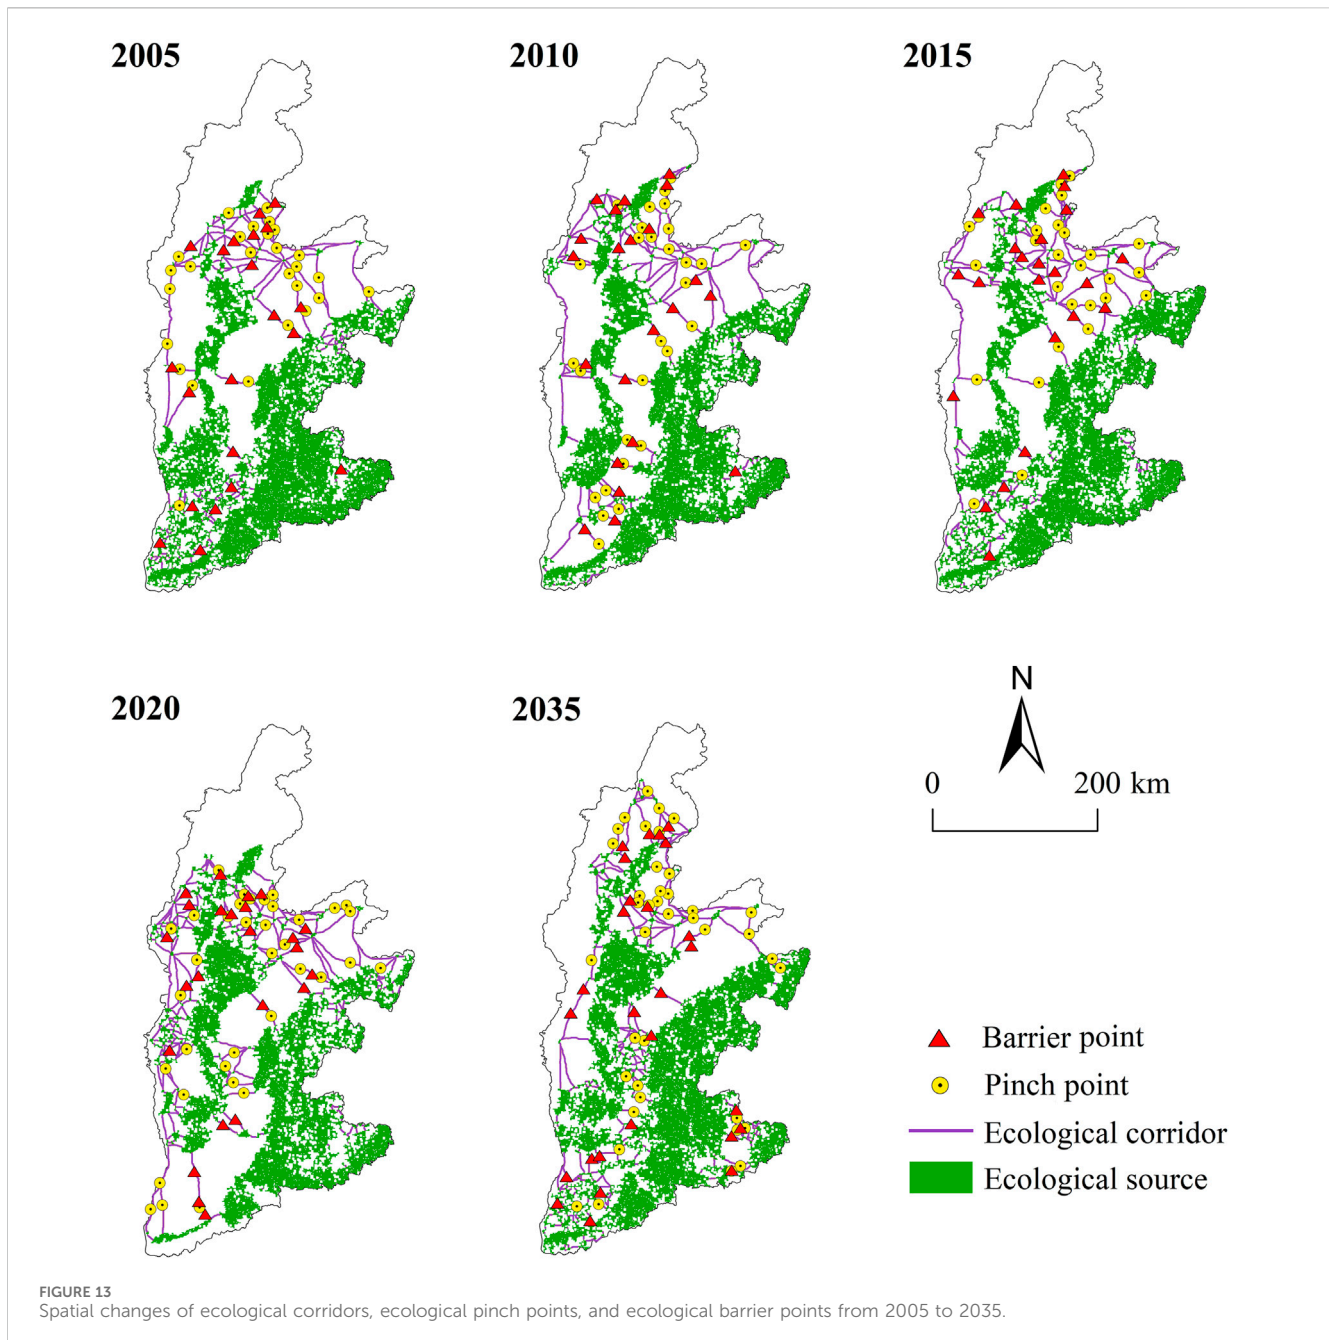 2005
2010
2015
2020
2035
N
0
200 km
Barrier point
Pinch point
Ecological corridor
Ecological source
FIGURE 13
Spatial changes of ecological corridors, ecological pinch points, and ecological barrier points from 2005 to 2035.